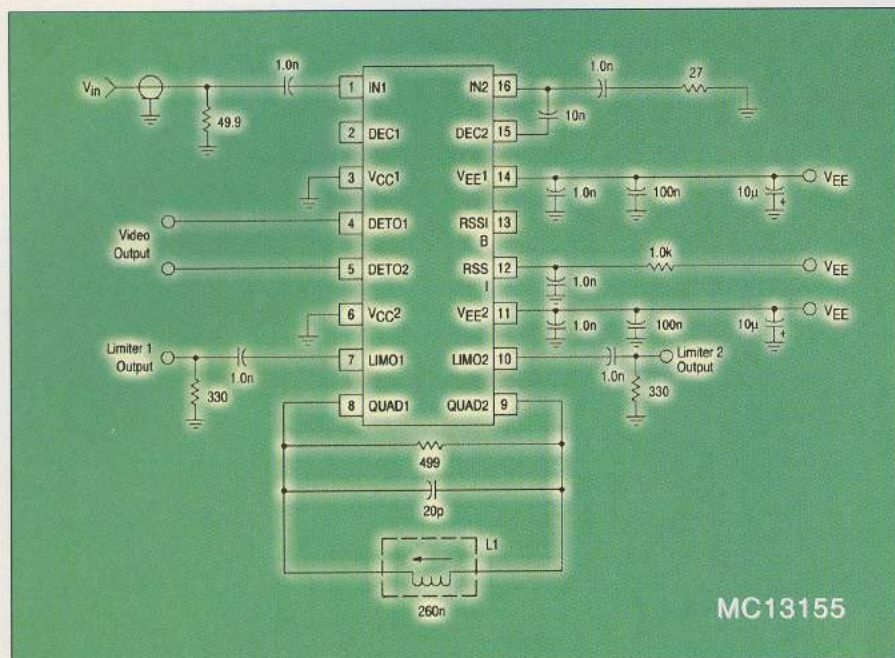 1.0n
V in
49.9
1 IN1
2 DEC1
3 VCC1
4 DETO1
5 DETO2
6 VCC2
7 LIMO1
8 QUAD1
Video
Output
Limiter 1
Output
1.0n
330
IN2 16
DEC2 15
VEE1 14
RSSI 13
B
RSS 12
I
VEE2 11
LIMO2 10
QUAD2 9
1.0n
27
10n
1.0n
100n
10µ
+
VEE
1.0k
VEE
1.0n
1.0n
100n
10µ
+
VEE
1.0n
Limiter 2
Output
330
499
20p
L1
260n
MC13155